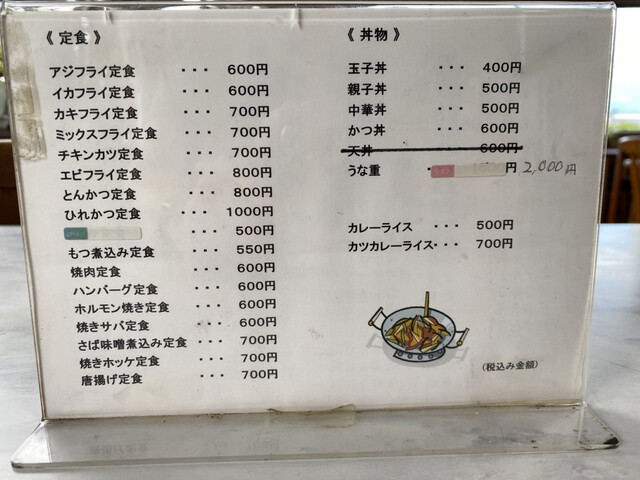 《 定食 》
アジフライ定食 ･･･ 600円
イカフライ定食 ･･･ 600円
カキフライ定食 ･･･ 700円
ミックスフライ定食 ･･･ 700円
チキンカツ定食 ･･･ 700円
エビフライ定食 ･･･ 800円
とんかつ定食 ･･･ 800円
ひれかつ定食 ･･･ 1000円
･･･ 500円
もつ煮込み定食 ･･･ 550円
焼肉定食 ･･･ 600円
ハンバーグ定食 ･･･ 600円
ホルモン焼き定食 ･･･ 600円
焼きサバ定食 ･･･ 600円
さば味噌煮込み定食 ･･･ 700円
焼きホッケ定食 ･･･ 700円
唐揚げ定食 ･･･ 700円
《 丼物 》
玉子丼 ･･･ 400円
親子丼 ･･･ 500円
中華丼 ･･･ 500円
かつ丼 ･･･ 600円
天丼 600円
うな重 円 2,000円
カレーライス ･･･ 500円
カツカレーライス･･･ 700円
(税込み金額)